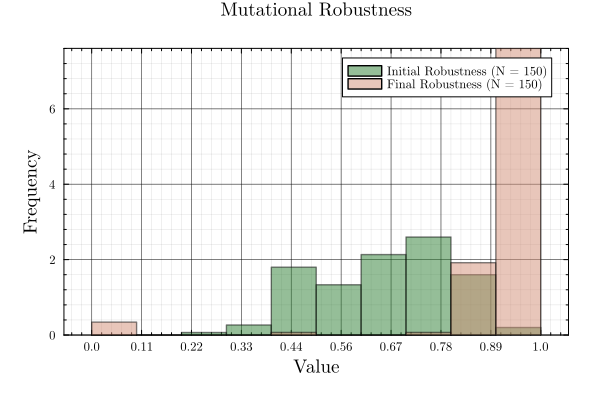 Mutational Robustness
Initial Robustness (N = 150)
Final Robustness (N = 150)
Frequency
6
4
2
0
0.0 0.11 0.22 0.33 0.44 0.56 0.67 0.78 0.89 1.0
Value